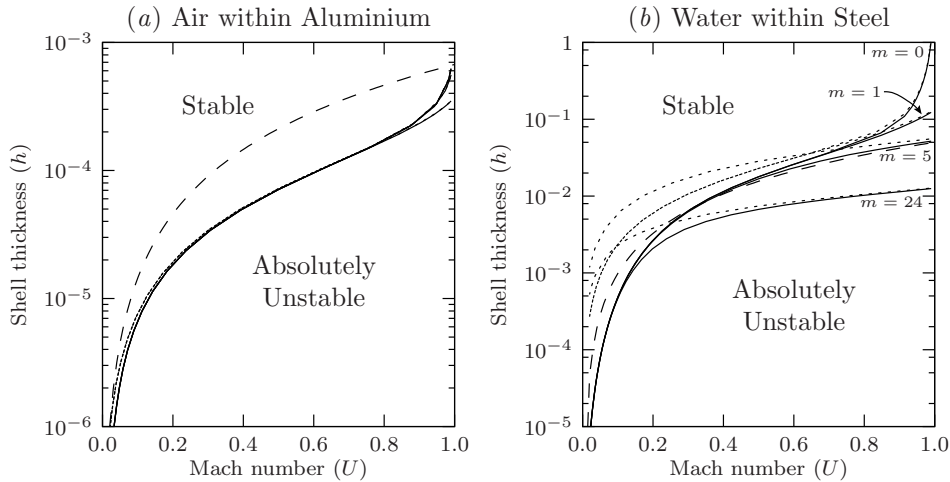 (a) Air within Aluminium
Shell thickness (h)
10⁻³
10⁻⁴
10⁻⁵
10⁻⁶
Stable
Absolutely
Unstable
0.0 0.2 0.4 0.6 0.8 1.0
Mach number (U)
(b) Water within Steel
Shell thickness (h)
1
10⁻¹
10⁻²
10⁻³
10⁻⁴
10⁻⁵
Stable
m = 0
m = 1
m = 5
m = 24
Absolutely
Unstable
0.0 0.2 0.4 0.6 0.8 1.0
Mach number (U)